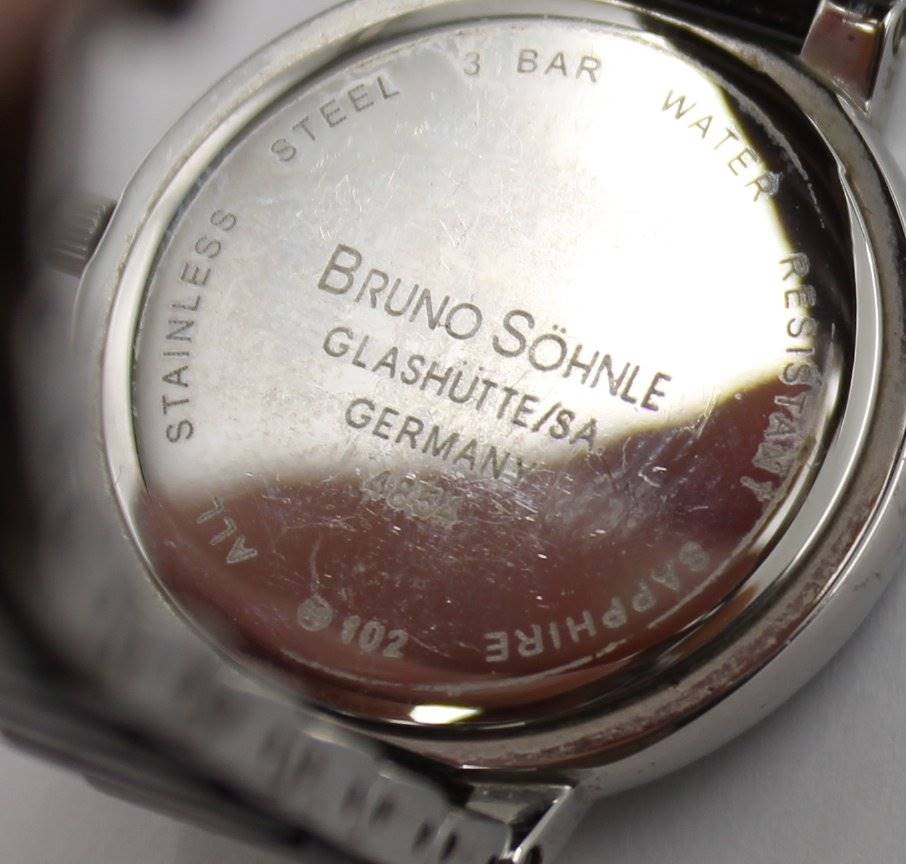 BRUNO SÖHNLE
GLASHÜTTE/SA
GERMANY
ALL STAINLESS STEEL 3 BAR WATER RESISTANT SAPPHIRE
102